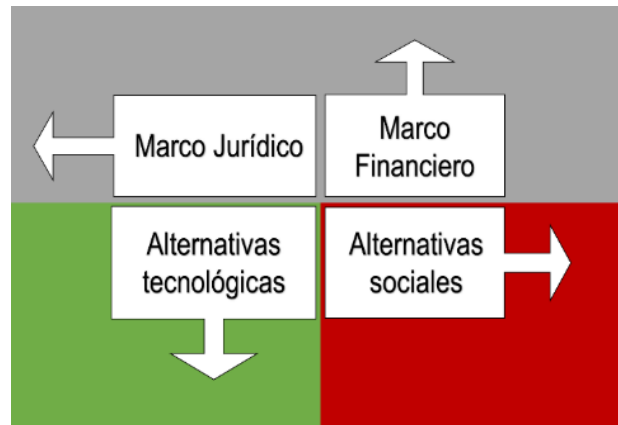 Marco Jurídico
Marco
Financiero
Alternativas
tecnológicas
Alternativas
sociales